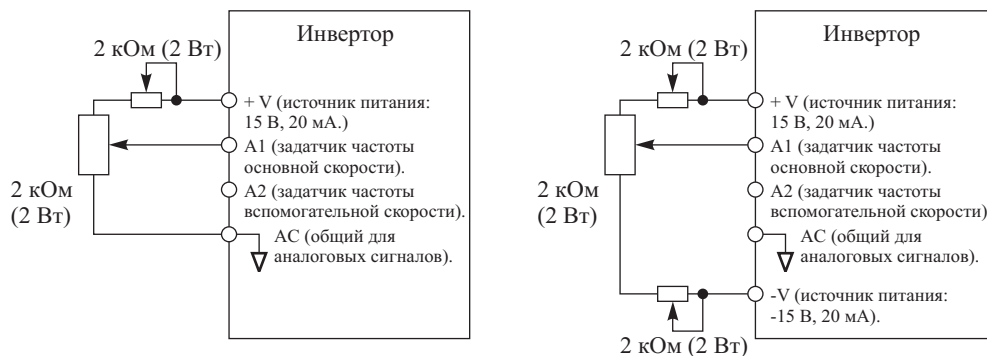 Инвертор
2 кОм (2 Вт)
+ V (источник питания:
15 В, 20 мА.)
A1 (задатчик частоты
основной скорости).
2 кОм
(2 Вт)
A2 (задатчик частоты
вспомогательной скорости).
AC (общий для
аналоговых сигналов).
Инвертор
2 кОм (2 Вт)
+ V (источник питания:
15 В, 20 мА.)
A1 (задатчик частоты
основной скорости).
2 кОм
(2 Вт)
A2 (задатчик частоты
вспомогательной скорости)
AC (общий для
аналоговых сигналов).
-V (источник питания:
-15 В, 20 мА).
2 кОм (2 Вт)